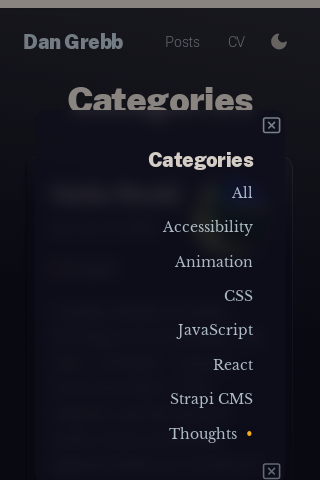 Dan Grebb Posts CV
Categories
Categories
All
Accessibility
Animation
CSS
JavaScript
React
Strapi CMS
Thoughts •